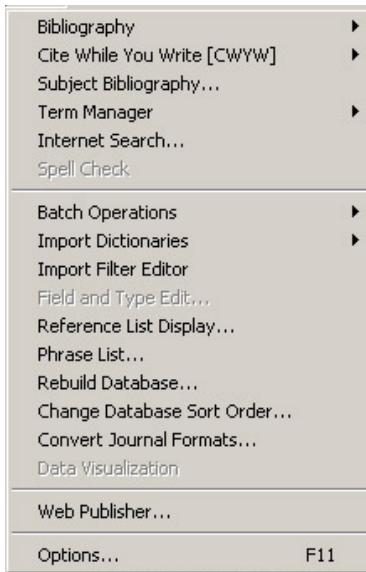 Bibliography
Cite While You Write [CWYW]
Subject Bibliography...
Term Manager
Internet Search...
Spell Check
Batch Operations
Import Dictionaries
Import Filter Editor
Field and Type Edit...
Reference List Display...
Phrase List...
Rebuild Database...
Change Database Sort Order...
Convert Journal Formats...
Data Visualization
Web Publisher...
Options... F11